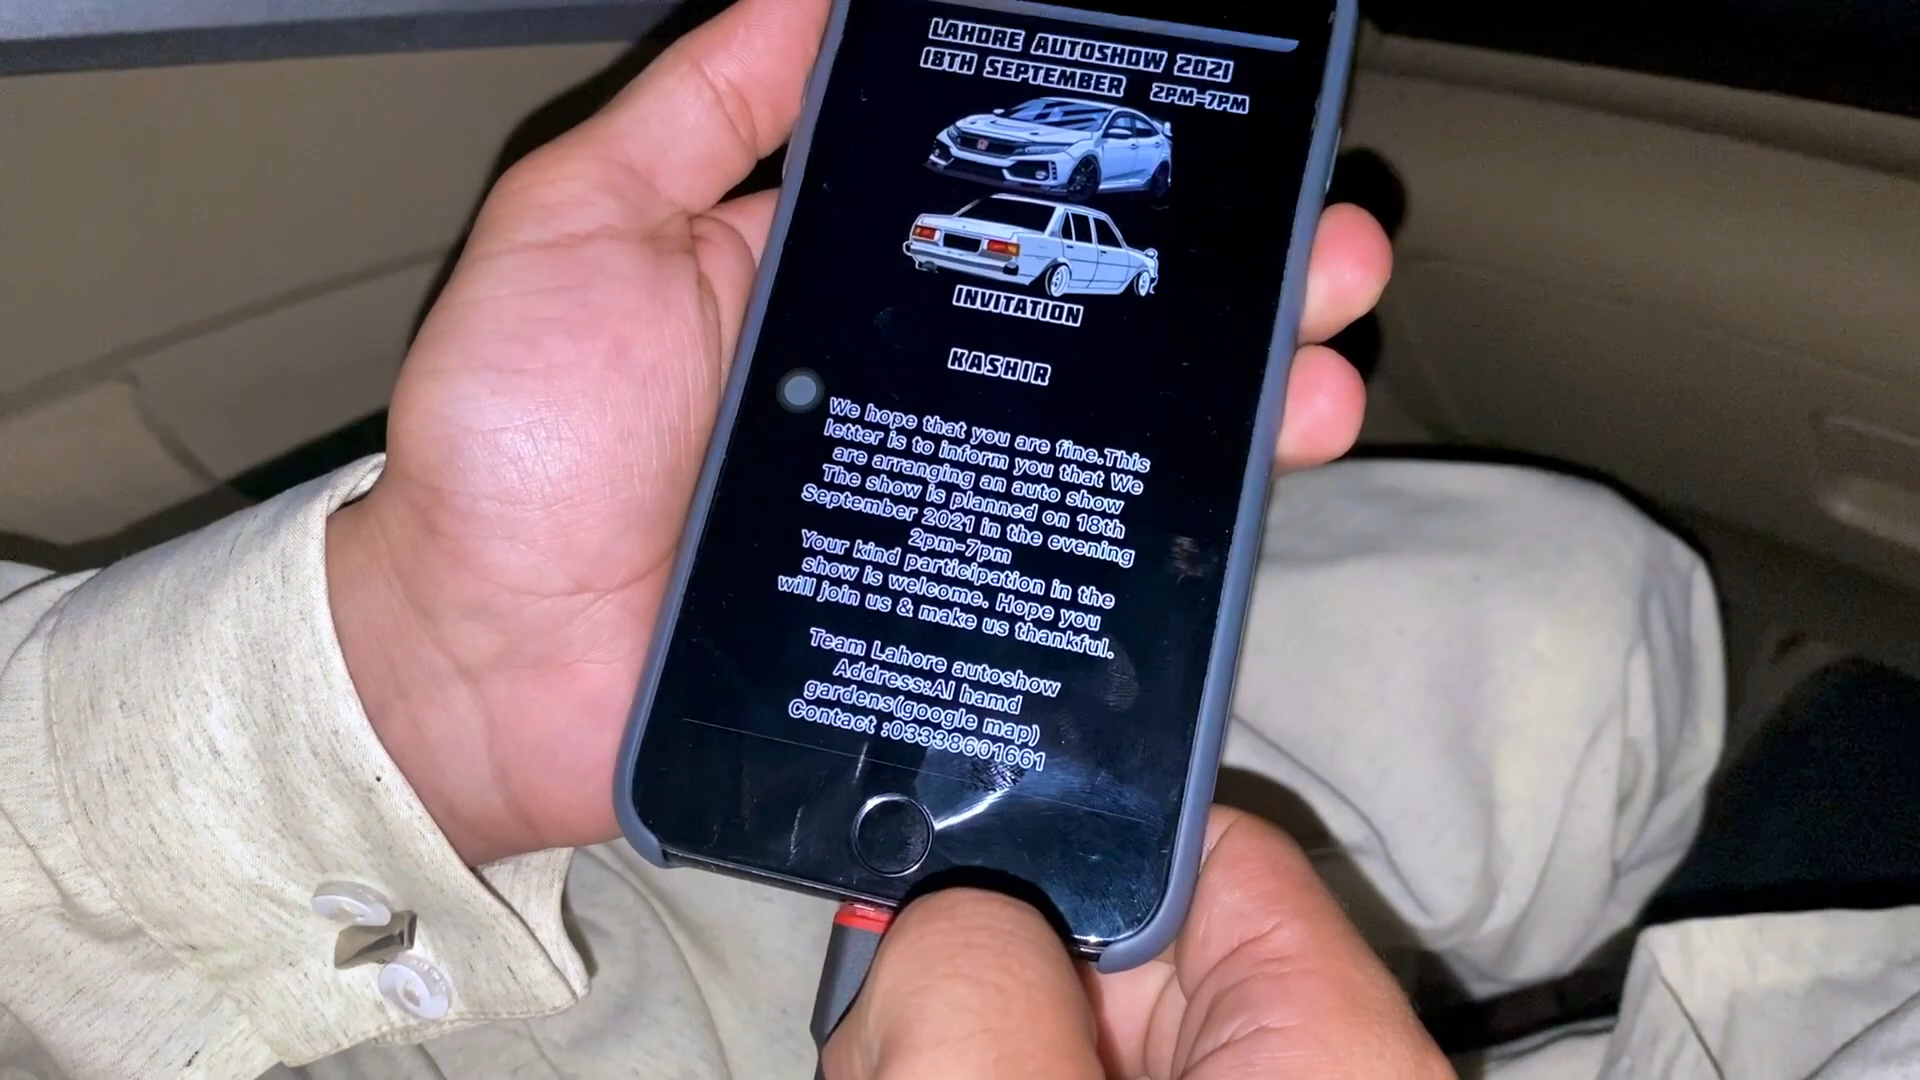 LAHORE AUTOSHOW 2021
18TH SEPTEMBER 2PM-7PM
INVITATION
KASHIR
We hope that you are fine.This
letter is to inform you that We
are arranging an auto show
The show is planned on 18th
September 2021 in the evening
2pm-7pm
Your kind participation in the
show is welcome. Hope you
will join us & make us thankful.
Team Lahore autoshow
Address:Al hamd
gardens(google map)
Contact :03338601661